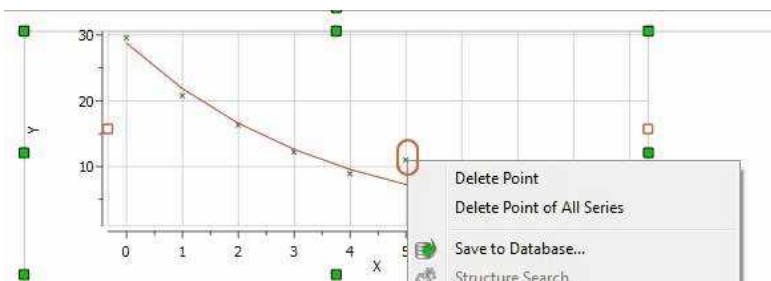 30
20
10
Y
0 1 2 3 4 5
X
Delete Point
Delete Point of All Series
Save to Database...
Structure Search